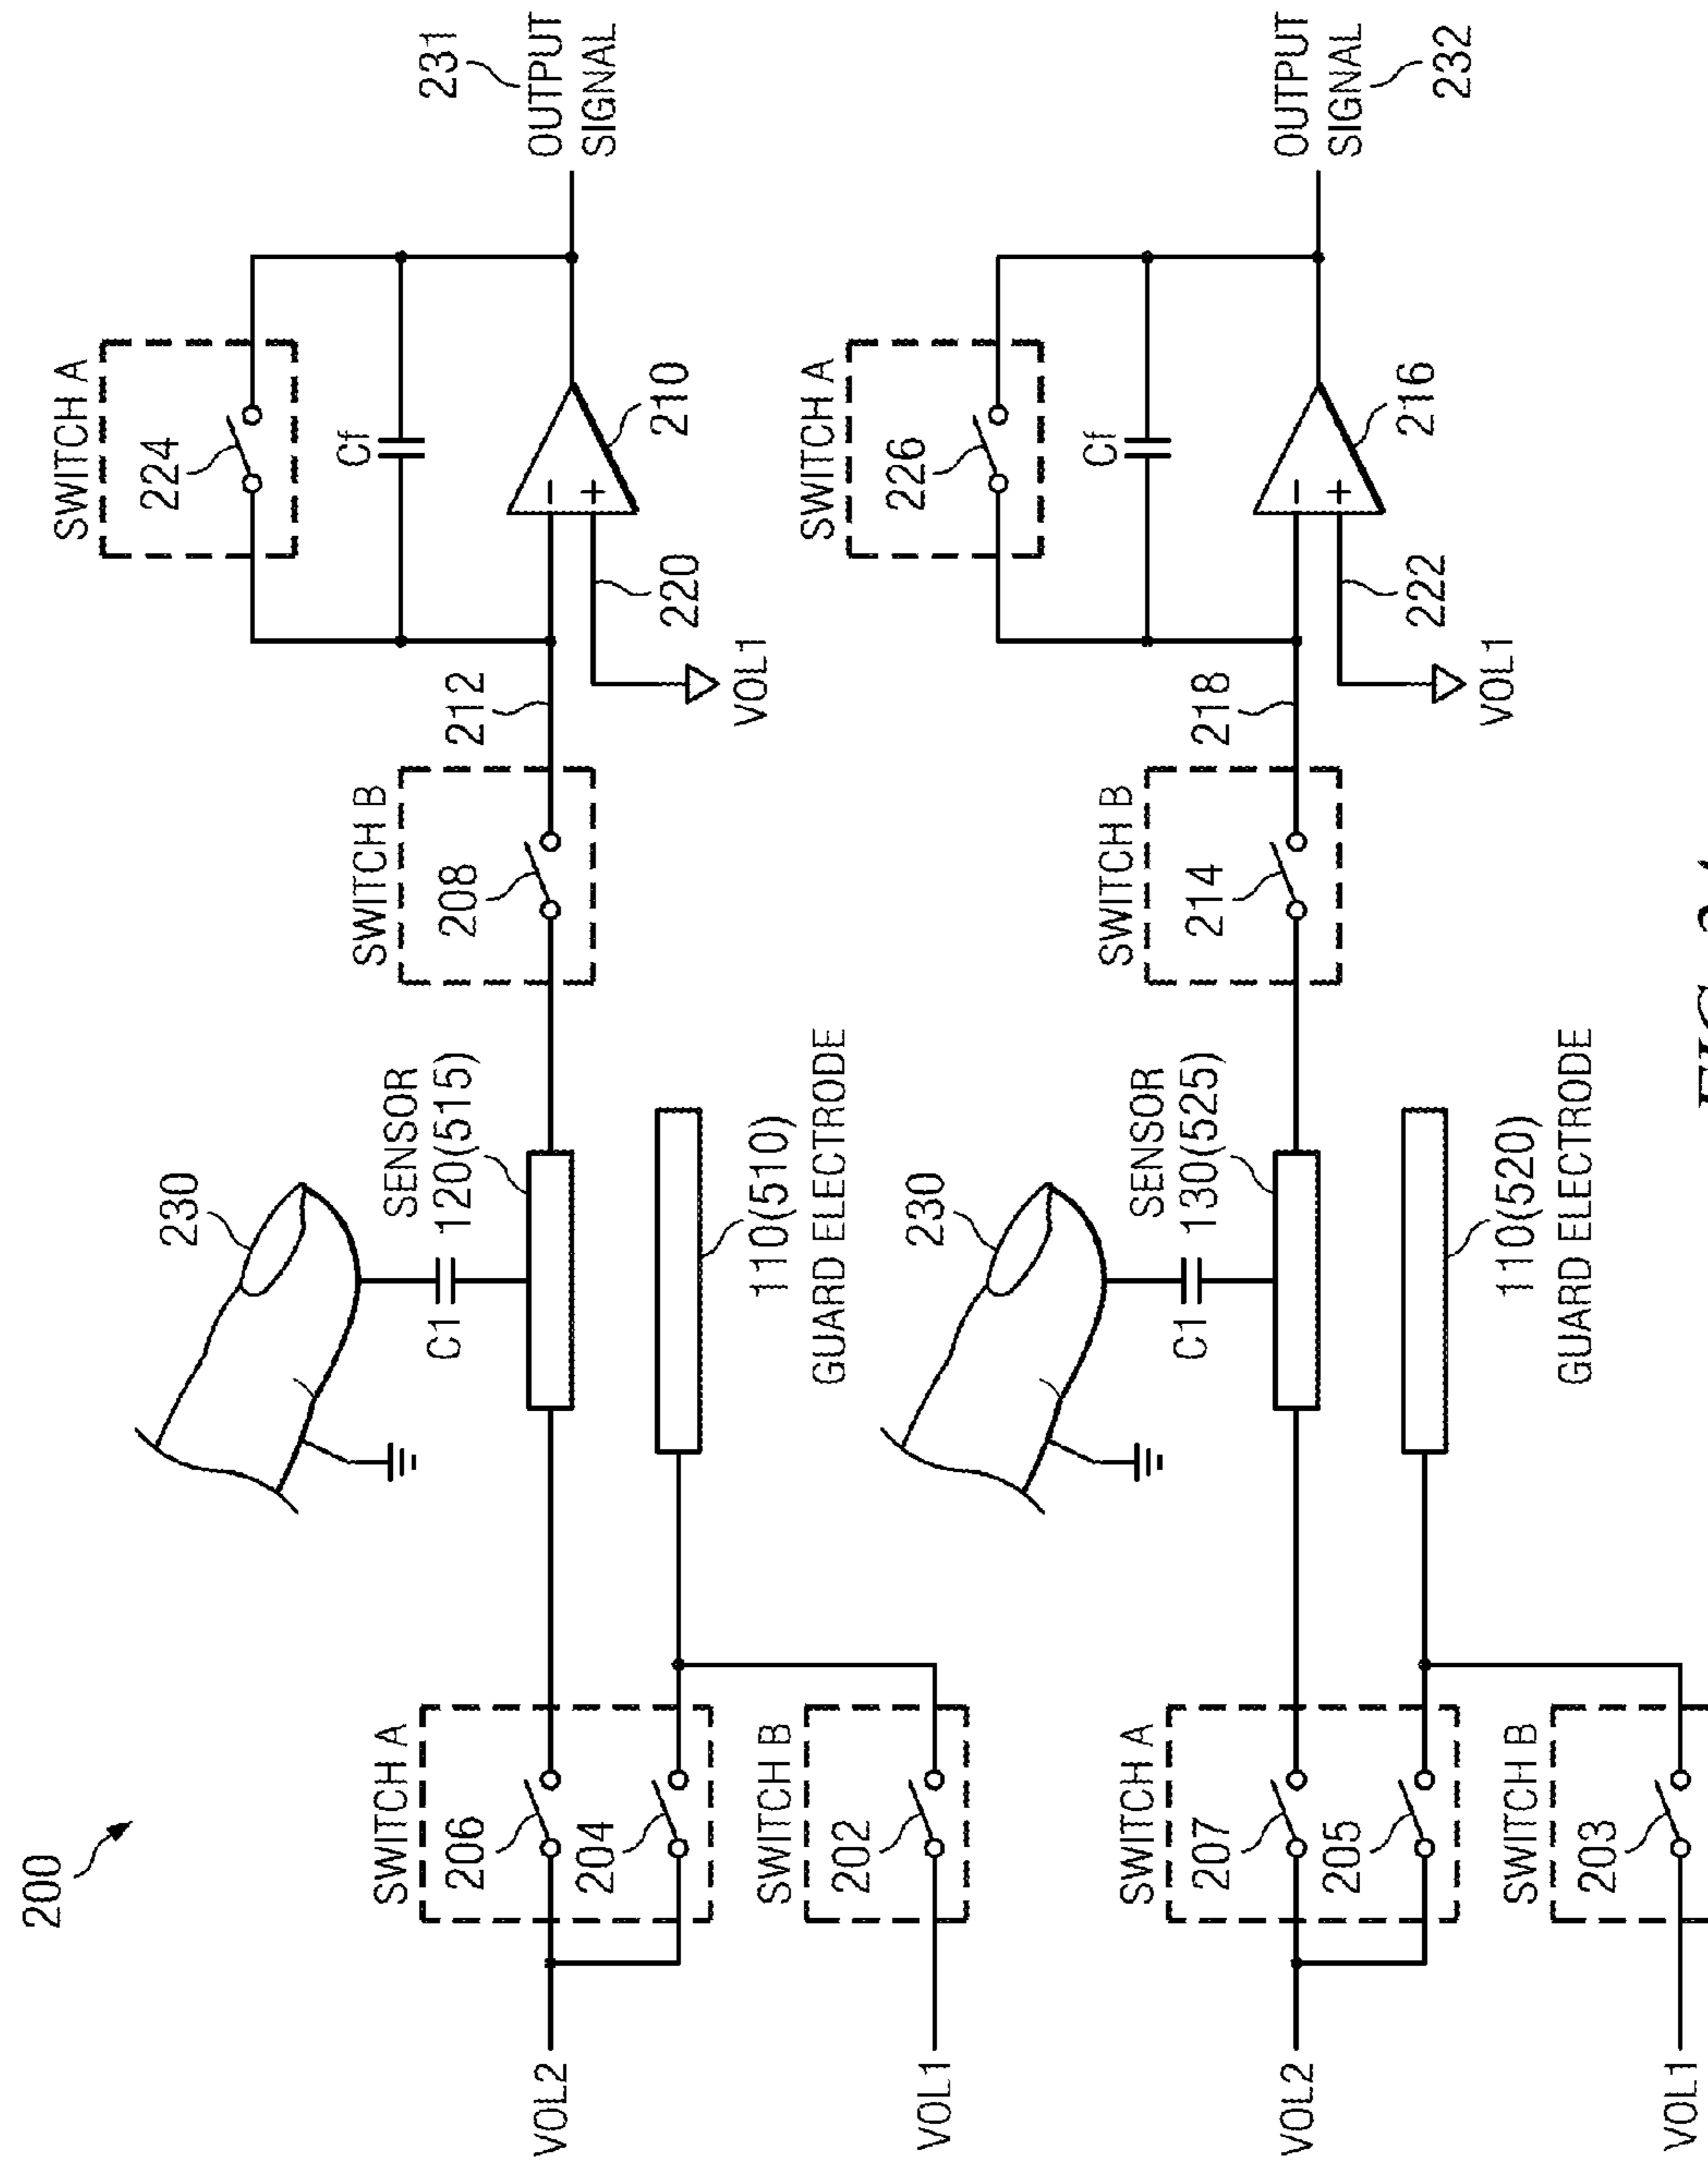 200
SWITCH A
224
Cf
231
OUTPUT
SIGNAL
230
SENSOR
120(515)
C1
SWITCH B
208
212
210
220
VOL1
SWITCH A
206
204
VOL2
110(510)
GUARD ELECTRODE
SWITCH B
202
VOL1
SWITCH A
226
Cf
OUTPUT
SIGNAL
232
230
SENSOR
130(525)
C1
SWITCH B
214
218
216
222
VOL1
SWITCH A
207
205
VOL2
110(520)
GUARD ELECTRODE
SWITCH B
203
VOL1